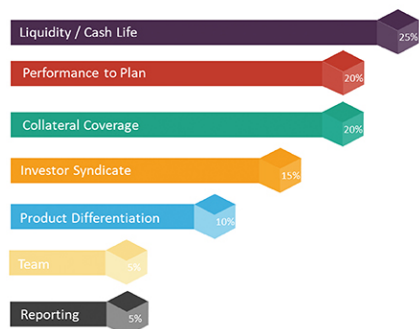 Liquidity / Cash Life
25%
Performance to Plan
20%
Collateral Coverage
20%
Investor Syndicate
15%
Product Differentiation
10%
Team
5%
Reporting
5%